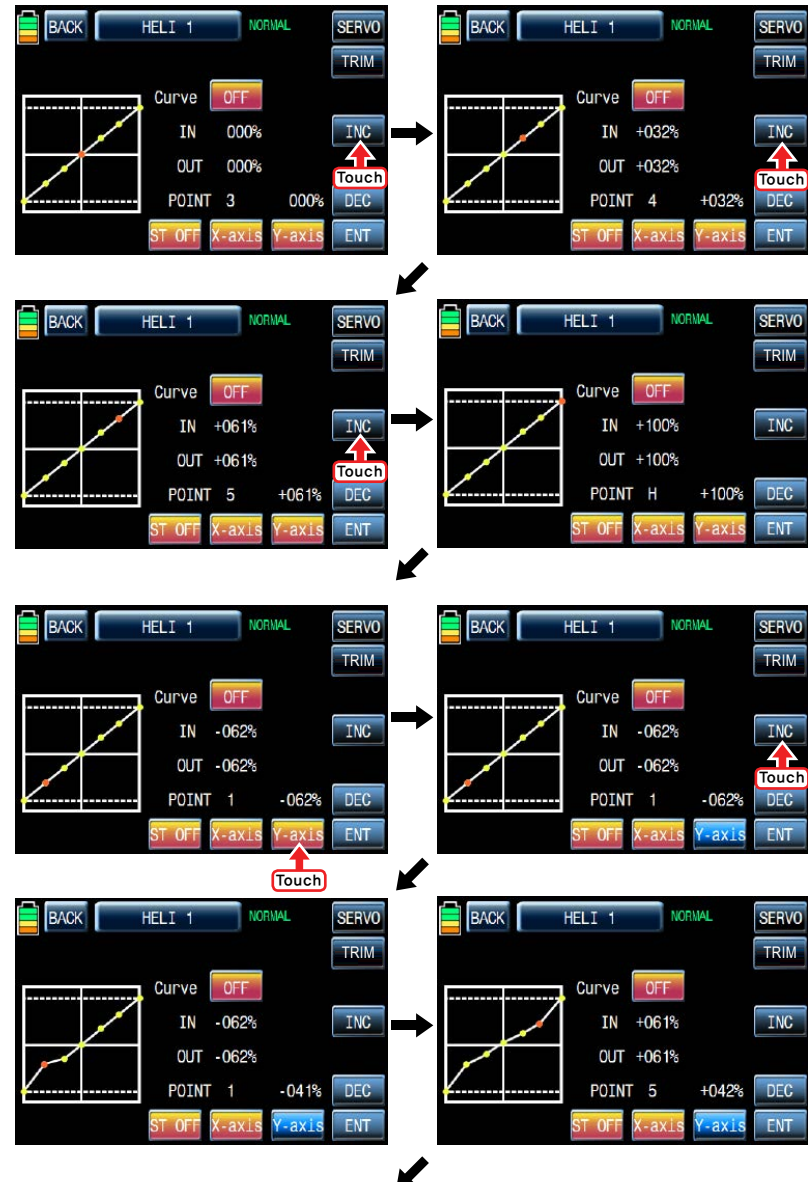 BACK HELI 1 NORMAL SERVO
TRIM
Curve OFF
IN 000% INC
OUT 000%
Touch
POINT 3 000% DEC
ST OFF X-axis Y-axis ENT
BACK HELI 1 NORMAL SERVO
TRIM
Curve OFF
IN +032% INC
OUT +032%
Touch
POINT 4 +032% DEC
ST OFF X-axis Y-axis ENT
BACK HELI 1 NORMAL SERVO
TRIM
Curve OFF
IN +061% INC
OUT +061%
Touch
POINT 5 +061% DEC
ST OFF X-axis Y-axis ENT
BACK HELI 1 NORMAL SERVO
TRIM
Curve OFF
IN +100% INC
OUT +100%
POINT H +100% DEC
ST OFF X-axis Y-axis ENT
BACK HELI 1 NORMAL SERVO
TRIM
Curve OFF
IN -062% INC
OUT -062%
POINT 1 -062% DEC
ST OFF X-axis Y-axis ENT
Touch
BACK HELI 1 NORMAL SERVO
TRIM
Curve OFF
IN -062% INC
OUT -062%
Touch
POINT 1 -062% DEC
ST OFF X-axis Y-axis ENT
BACK HELI 1 NORMAL SERVO
TRIM
Curve OFF
IN -062% INC
OUT -062%
POINT 1 -041% DEC
ST OFF X-axis Y-axis ENT
BACK HELI 1 NORMAL SERVO
TRIM
Curve OFF
IN +061% INC
OUT +061%
POINT 5 +042% DEC
ST OFF X-axis Y-axis ENT